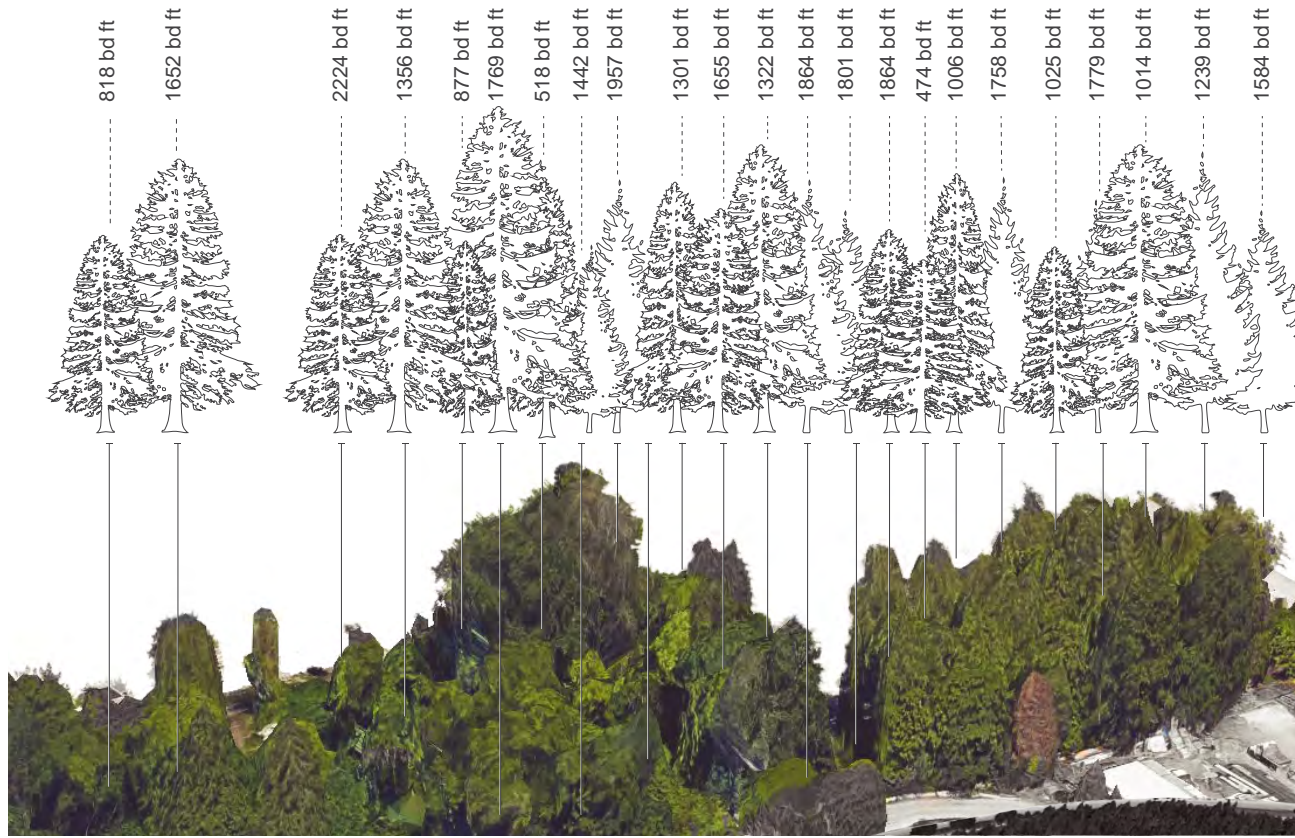 818 bd ft
1652 bd ft
2224 bd ft
1356 bd ft
877 bd ft
1769 bd ft
518 bd ft
1442 bd ft
1957 bd ft
1301 bd ft
1655 bd ft
1322 bd ft
1864 bd ft
1801 bd ft
1864 bd ft
474 bd ft
1006 bd ft
1758 bd ft
1025 bd ft
1779 bd ft
1014 bd ft
1239 bd ft
1584 bd ft